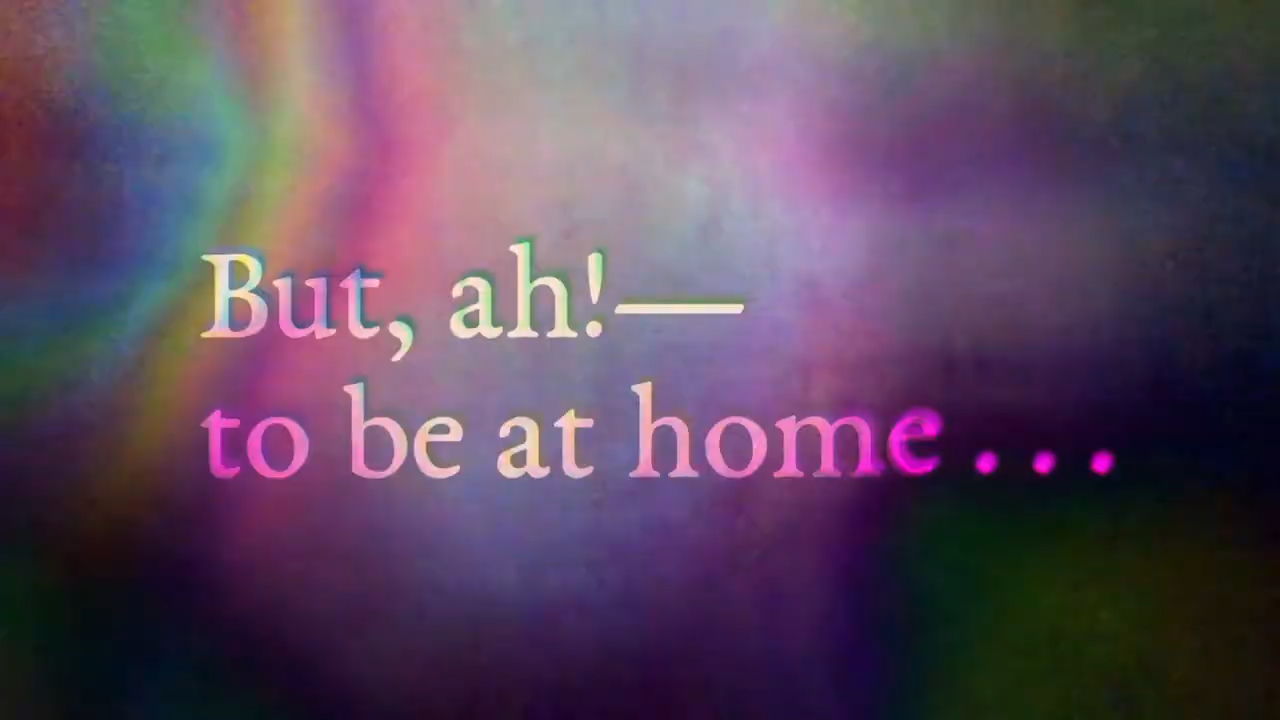 But, ah!—
to be at home . . .